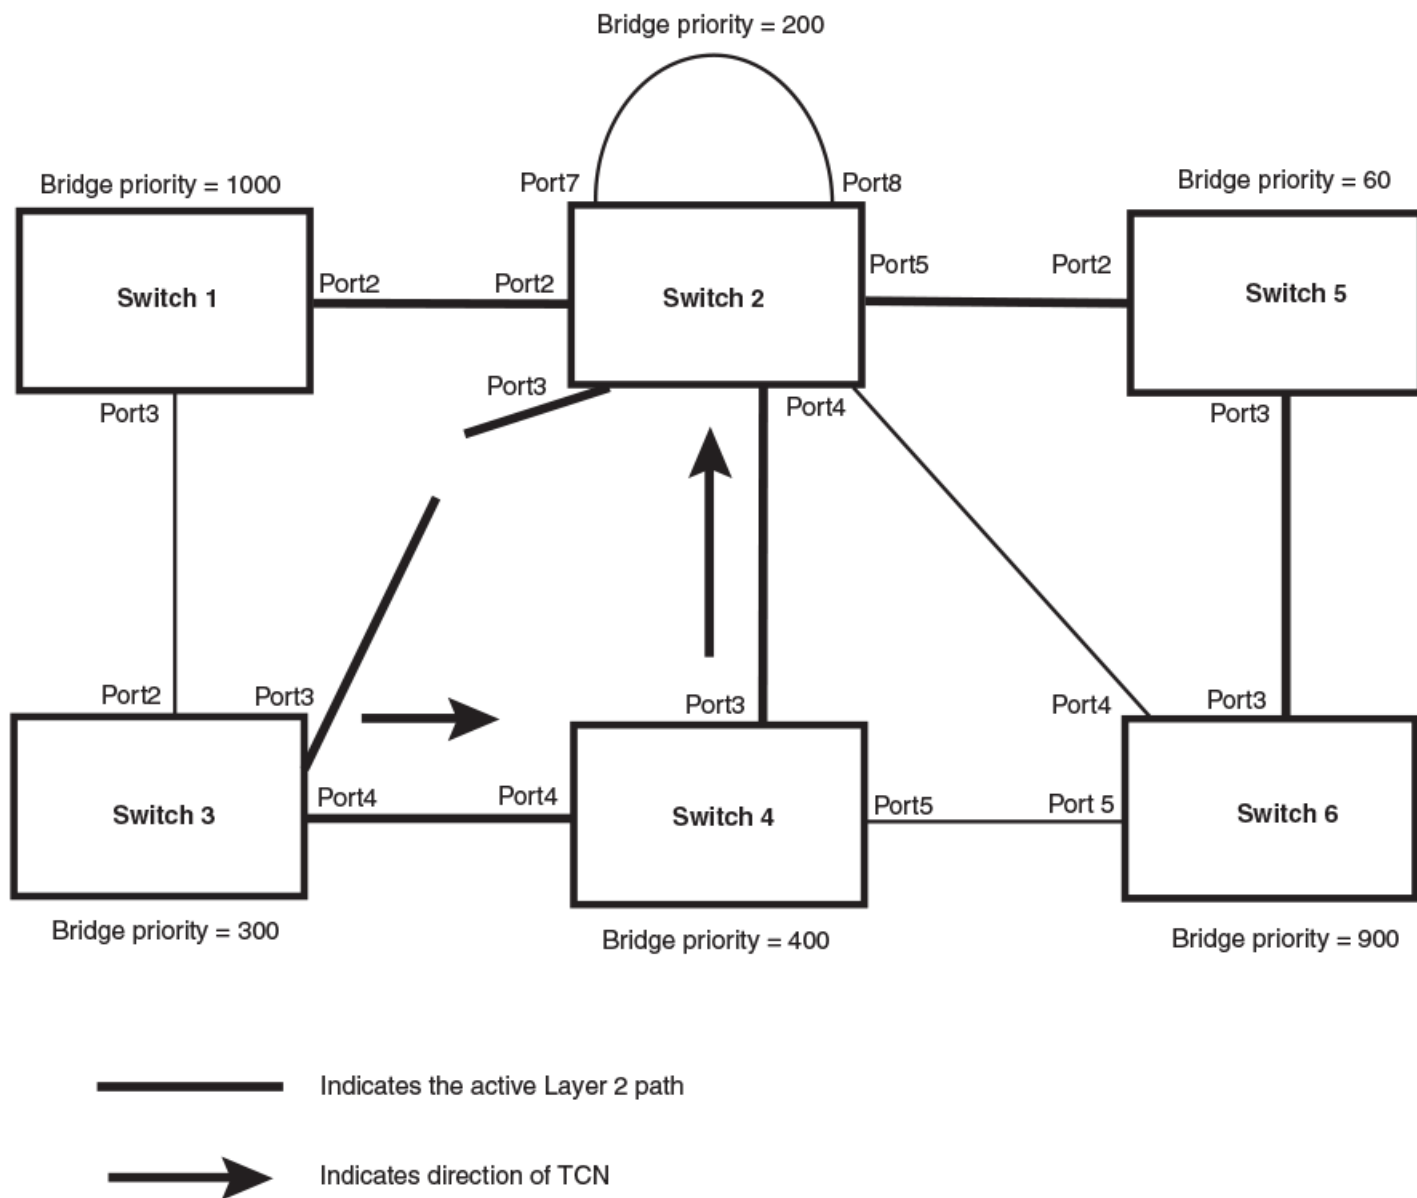 Bridge priority = 200
Bridge priority = 1000
Port7
Port8
Bridge priority = 60
Switch 1
Port2
Port2
Switch 2
Port5
Port2
Switch 5
Port3
Port3
Port4
Port3
Port2
Port3
Port3
Port4
Port3
Switch 3
Port4
Port4
Switch 4
Port5
Port 5
Switch 6
Bridge priority = 300
Bridge priority = 400
Bridge priority = 900
Indicates the active Layer 2 path
Indicates direction of TCN